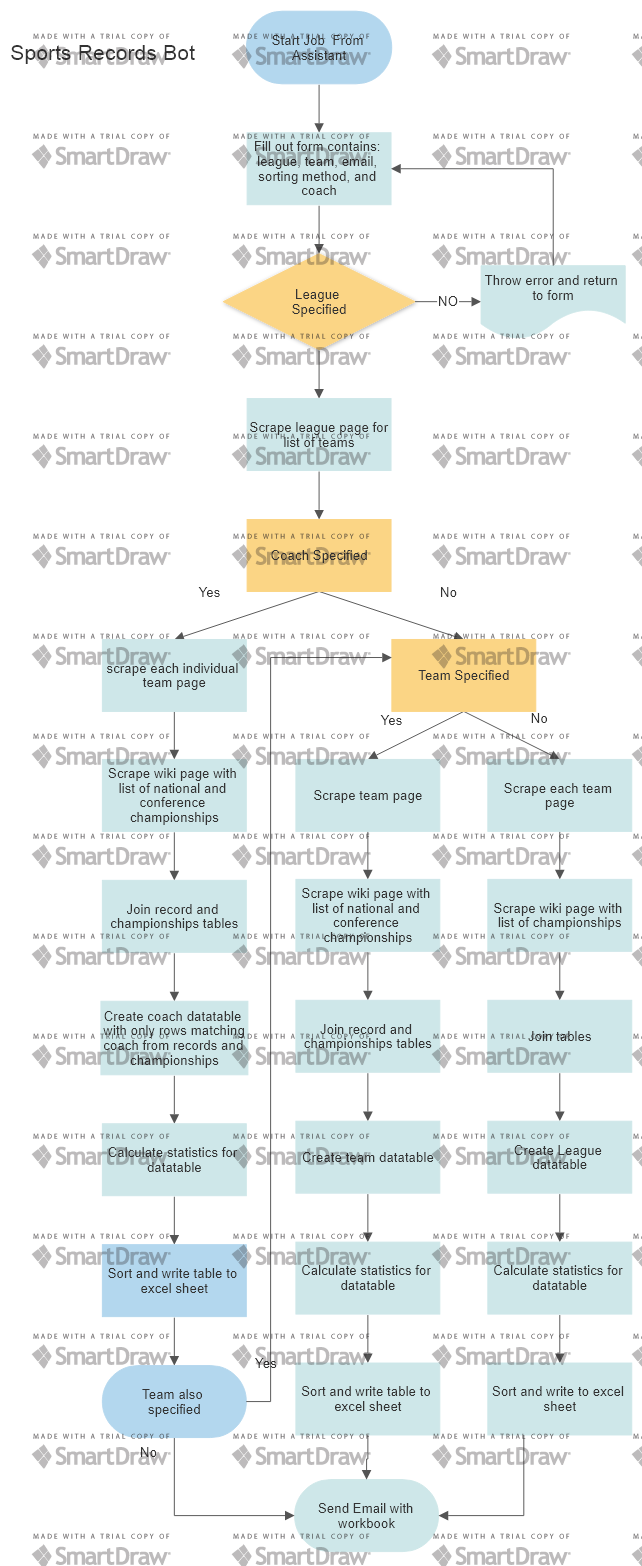 Sports Records Bot
Start Job From
Assistant
Fill out form contains:
league, team, email,
sorting method, and
coach
League
Specified
NO
Throw error and return
to form
Scrape league page for
list of teams
Coach Specified
Yes
No
scrape each individual
team page
Team Specified
Yes
No
Scrape wiki page with
list of national and
conference
championships
Scrape team page
Scrape each team
page
Join record and
championships tables
Scrape wiki page with
list of national and
conference
championships
Scrape wiki page with
list of championships
Create coach datatable
with only rows matching
coach from records and
championships
Join record and
championships tables
Join tables
Calculate statistics for
datatable
Create team datatable
Create League
datatable
Sort and write table to
excel sheet
Calculate statistics for
datatable
Calculate statistics for
datatable
Yes
Team also
specified
Sort and write table to
excel sheet
Sort and write to excel
sheet
No
Send Email with
workbook
MADE WITH A TRIAL COPY OF
SmartDraw